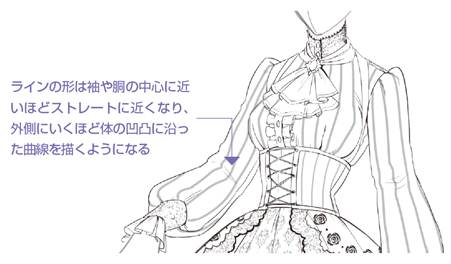 ラインの形は袖や胴の中心に近
いほどストレートに近くなり、
外側にいくほど体の凹凸に沿っ
た曲線を描くようになる